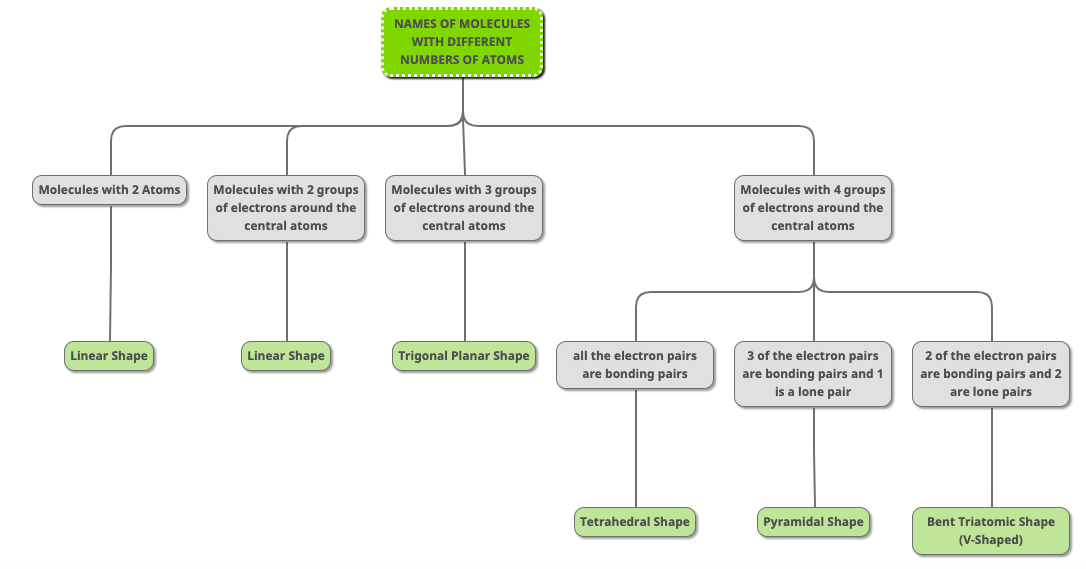 NAMES OF MOLECULES
WITH DIFFERENT
NUMBERS OF ATOMS
Molecules with 2 Atoms
Molecules with 2 groups
of electrons around the
central atoms
Molecules with 3 groups
of electrons around the
central atoms
Molecules with 4 groups
of electrons around the
central atoms
Linear Shape
Linear Shape
Trigonal Planar Shape
all the electron pairs
are bonding pairs
3 of the electron pairs
are bonding pairs and 1
is a lone pair
2 of the electron pairs
are bonding pairs and 2
are lone pairs
Tetrahedral Shape
Pyramidal Shape
Bent Triatomic Shape
(V-Shaped)